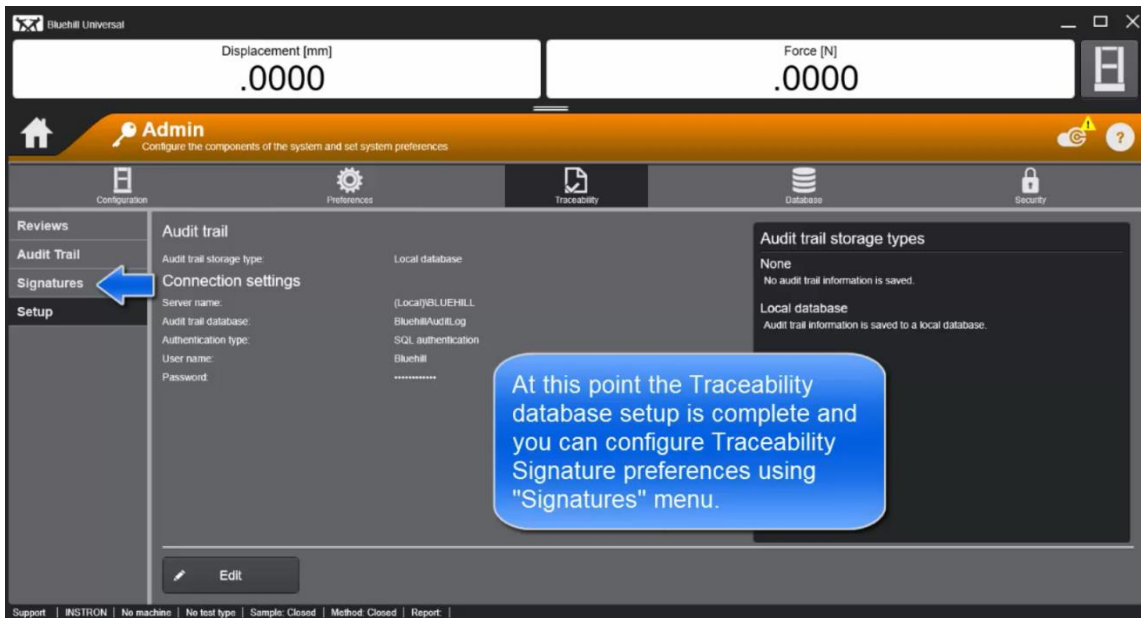 Bluehill Universal
Displacement [mm]
.0000
Force [N]
.0000
Admin
Configure the components of the system and set system preferences
?
Configuration
Preferences
Traceability
Database
Security
Reviews
Audit Trail
Signatures
Setup
Audit trail
Audit trail storage type: Local database
Connection settings
Server name: (Local)\BLUEHILL
Audit trail database: BluehillAuditLog
Authentication type: SQL authentication
User name: Bluehill
Password: ••••••••••••
Audit trail storage types
None
No audit trail information is saved.
Local database
Audit trail information is saved to a local database.
At this point the Traceability
database setup is complete and
you can configure Traceability
Signature preferences using
"Signatures" menu.
Edit
Support | INSTRON | No machine | No test type | Sample: Closed | Method: Closed | Report: |